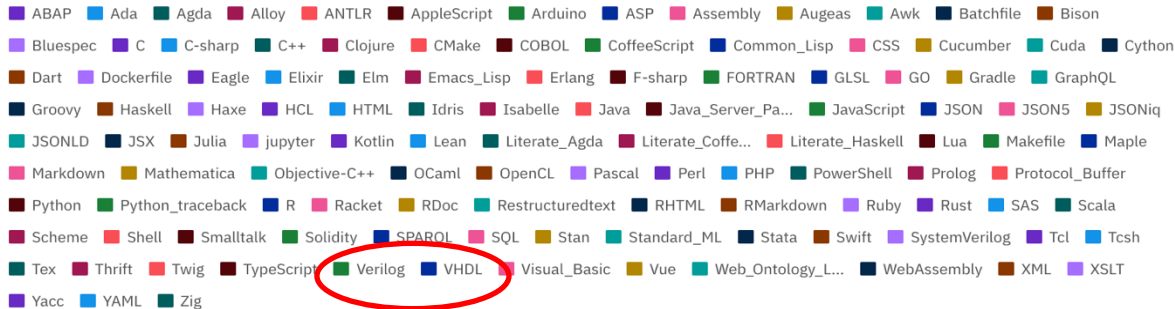 ABAP Ada Agda Alloy ANTLR AppleScript Arduino ASP Assembly Augeas Awk Batchfile Bison
Bluespec C C-sharp C++ Clojure CMake COBOL CoffeeScript Common_Lisp CSS Cucumber Cuda Cython
Dart Dockerfile Eagle Elixir Elm Emacs_Lisp Erlang F-sharp FORTRAN GLSL GO Gradle GraphQL
Groovy Haskell Haxe HCL HTML Idris Isabelle Java Java_Server_Pa... JavaScript JSON JSON5 JSONiq
JSONLD JSX Julia jupyter Kotlin Lean Literate_Agda Literate_Coffe... Literate_Haskell Lua Makefile Maple
Markdown Mathematica Objective-C++ OCaml OpenCL Pascal Perl PHP PowerShell Prolog Protocol_Buffer
Python Python_traceback R Racket RDoc Restructuredtext RHTML RMarkdown Ruby Rust SAS Scala
Scheme Shell Smalltalk Solidity SPARQL SQL Stan Standard_ML Stata Swift SystemVerilog Tcl Tcsh
Tex Thrift Twig TypeScript Verilog VHDL Visual_Basic Vue Web_Ontology_L... WebAssembly XML XSLT
Yacc YAML Zig